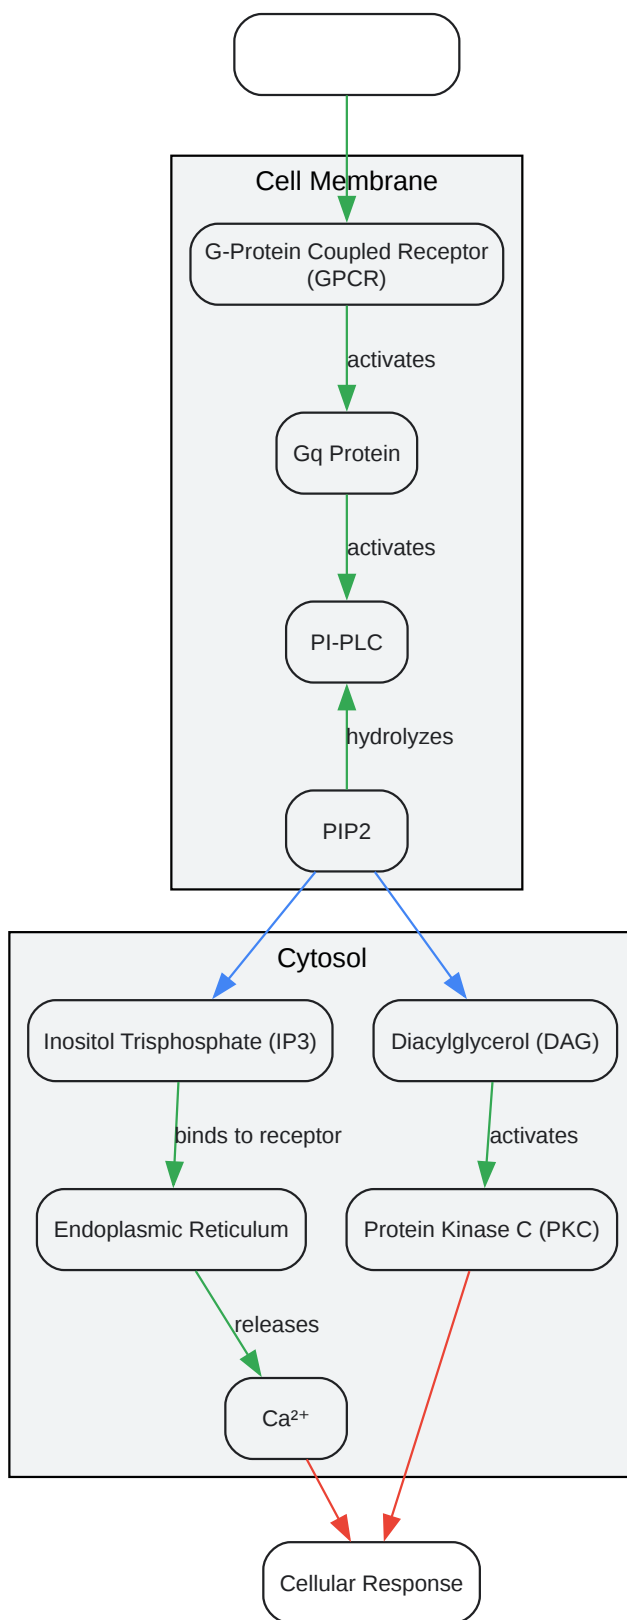 Cell Membrane
G-Protein Coupled Receptor
(GPCR)
activates
Gq Protein
activates
PI-PLC
hydrolyzes
PIP2
Cytosol
Inositol Trisphosphate (IP3)
Diacylglycerol (DAG)
binds to receptor
activates
Endoplasmic Reticulum
Protein Kinase C (PKC)
releases
Ca²⁺
Cellular Response